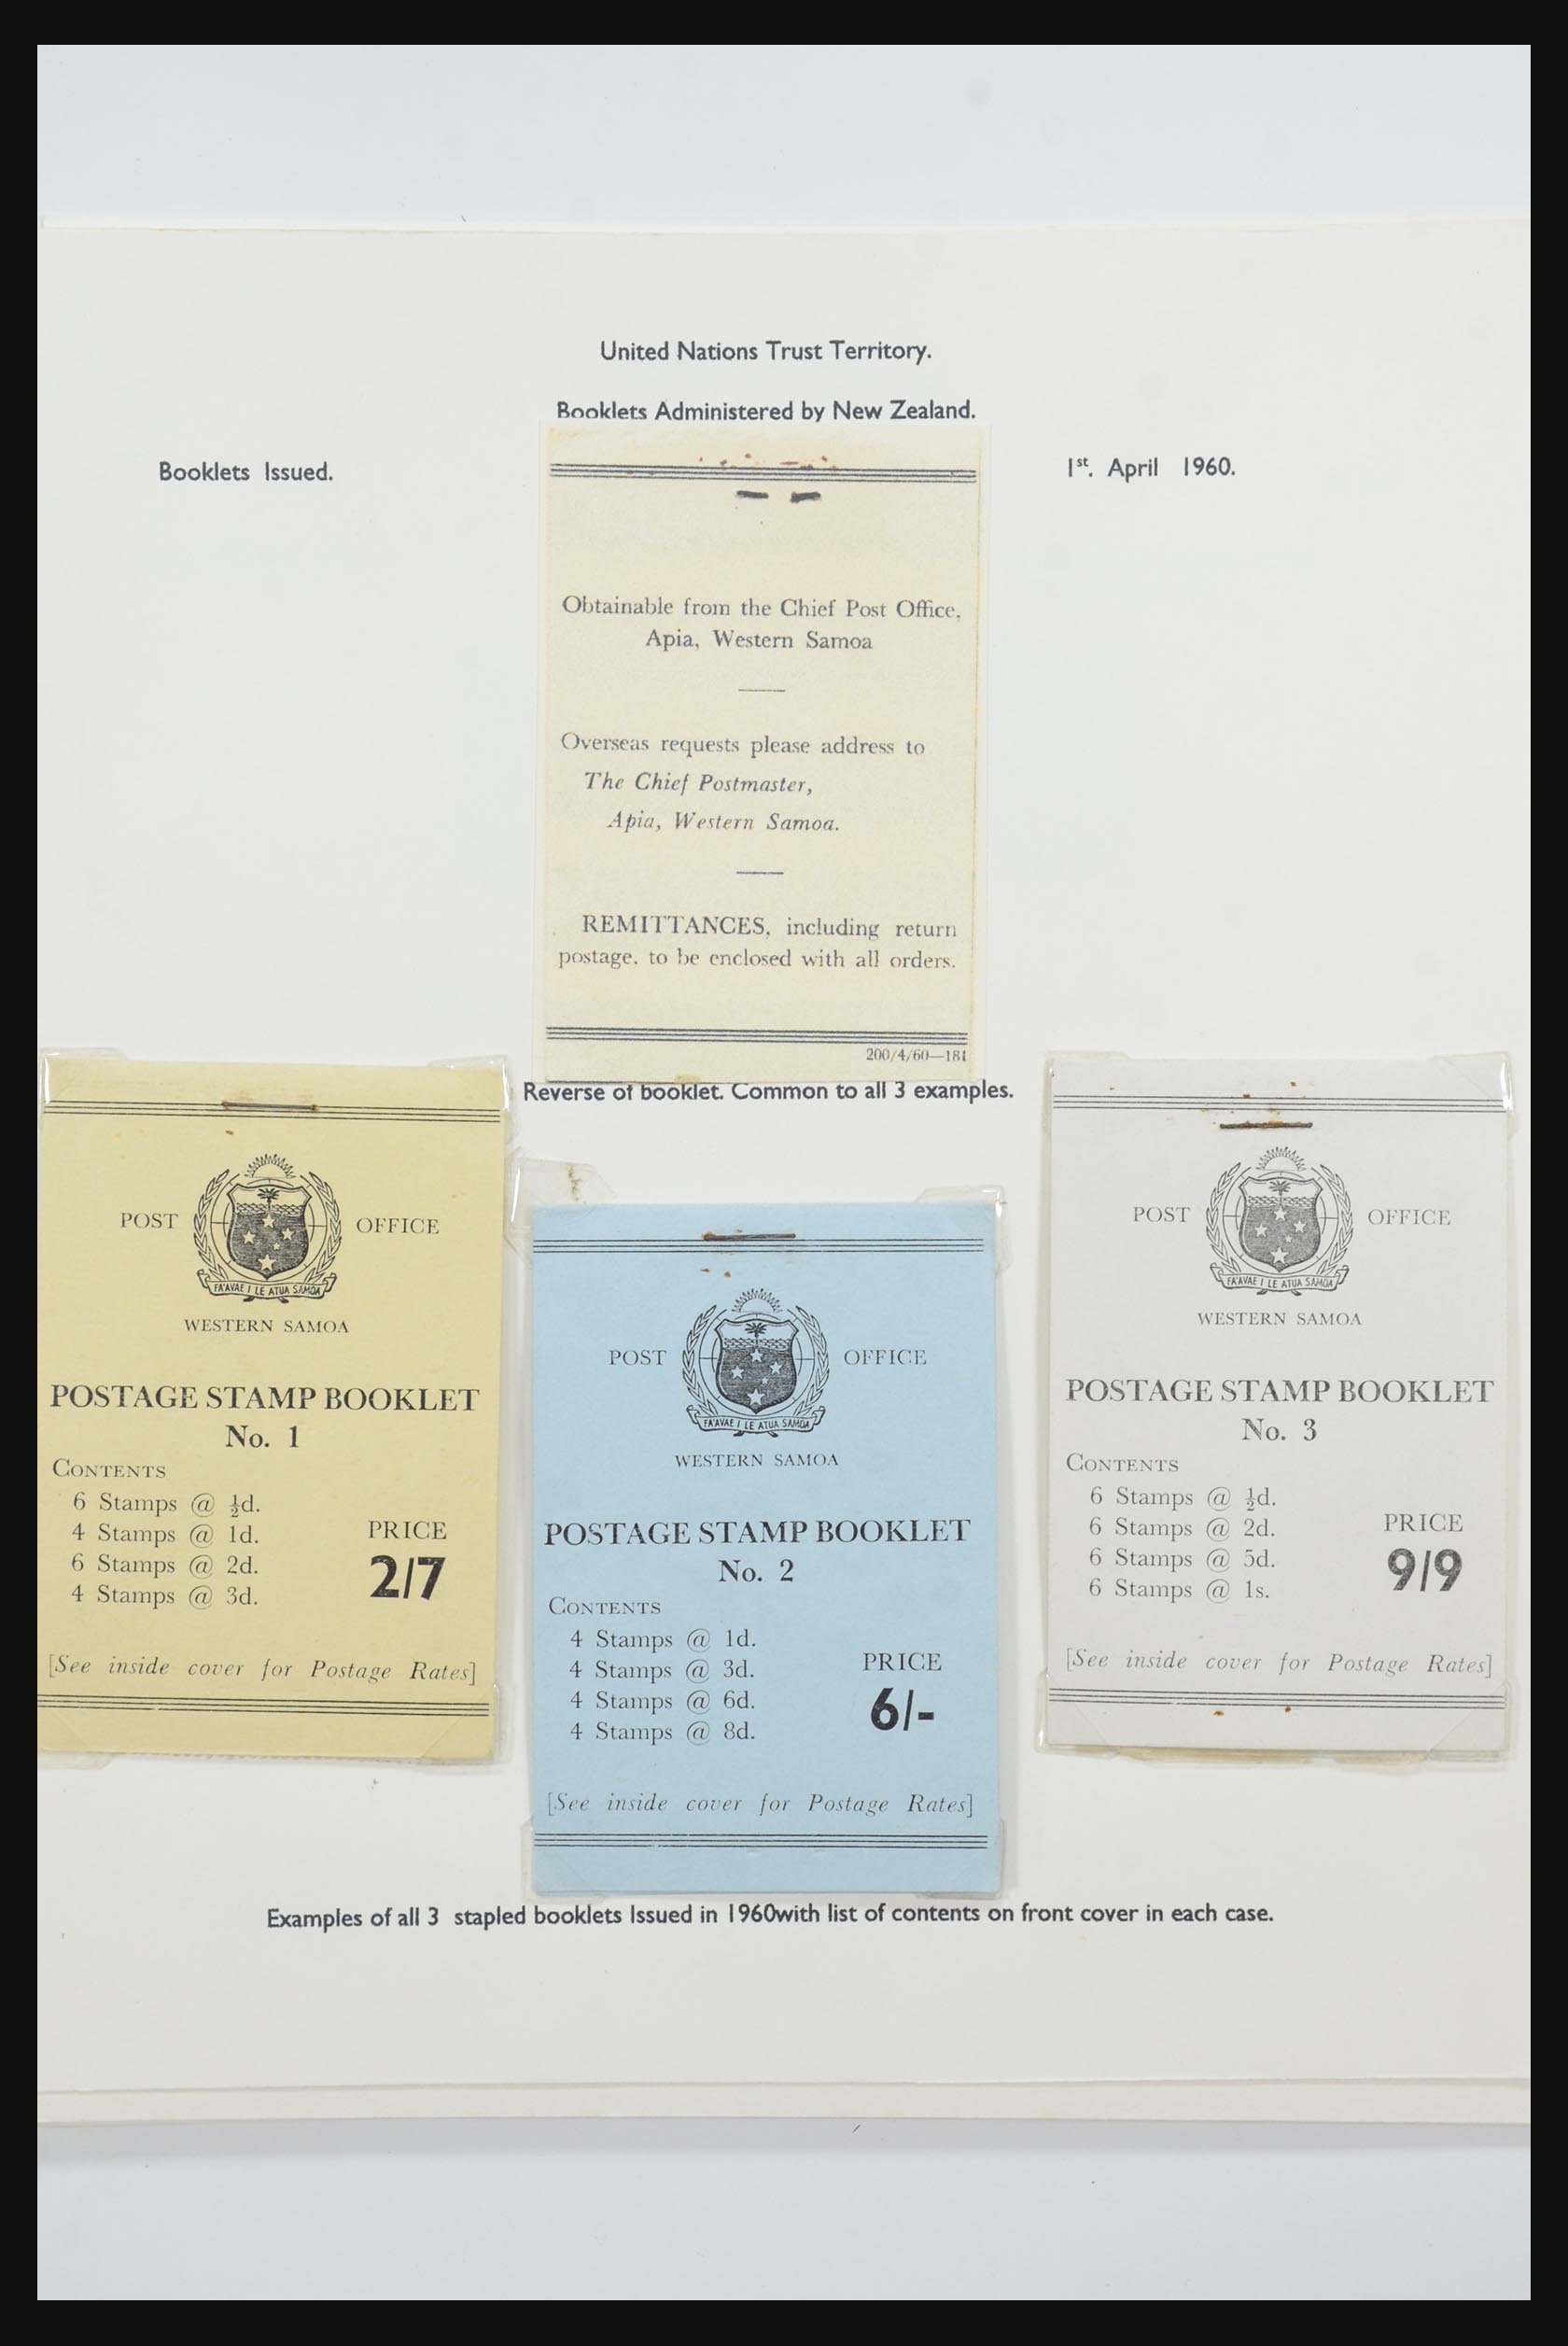 United Nations Trust Territory.
Booklets Administered by New Zealand.
Booklets Issued.
1st. April 1960.
Obtainable from the Chief Post Office,
Apia, Western Samoa
Overseas requests please address to
The Chief Postmaster,
Apia, Western Samoa.
REMITTANCES, including return
postage, to be enclosed with all orders.
200/4/60—181
Reverse of booklet. Common to all 3 examples.
POST OFFICE
FA'AVAE I LE ATUA SAMOA
WESTERN SAMOA
POSTAGE STAMP BOOKLET
No. 1
CONTENTS
6 Stamps @ ½d.
4 Stamps @ 1d.
6 Stamps @ 2d.
4 Stamps @ 3d.
PRICE
2/7
[See inside cover for Postage Rates]
POST OFFICE
FA'AVAE I LE ATUA SAMOA
WESTERN SAMOA
POSTAGE STAMP BOOKLET
No. 2
CONTENTS
4 Stamps @ 1d.
4 Stamps @ 3d.
4 Stamps @ 6d.
4 Stamps @ 8d.
PRICE
6/-
[See inside cover for Postage Rates]
POST OFFICE
FA'AVAE I LE ATUA SAMOA
WESTERN SAMOA
POSTAGE STAMP BOOKLET
No. 3
CONTENTS
6 Stamps @ ½d.
6 Stamps @ 2d.
6 Stamps @ 5d.
6 Stamps @ 1s.
PRICE
9/9
[See inside cover for Postage Rates]
Examples of all 3 stapled booklets Issued in 1960with list of contents on front cover in each case.